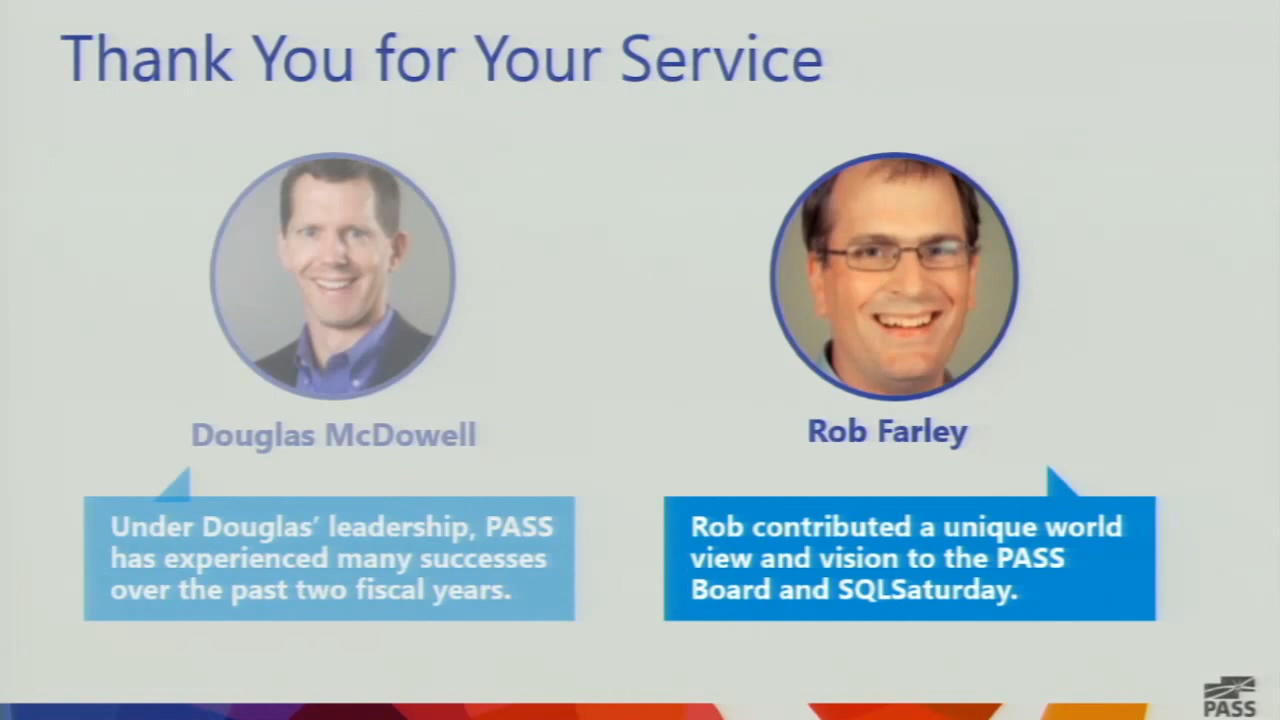 Thank You for Your Service
Douglas McDowell
Rob Farley
Under Douglas’ leadership, PASS
has experienced many successes
over the past two fiscal years.
Rob contributed a unique world
view and vision to the PASS
Board and SQLSaturday.
PASS